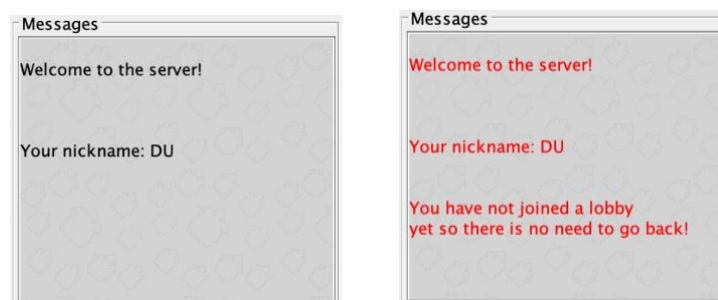 Messages
Welcome to the server!
Your nickname: DU
Messages
Welcome to the server!
Your nickname: DU
You have not joined a lobby
yet so there is no need to go back!